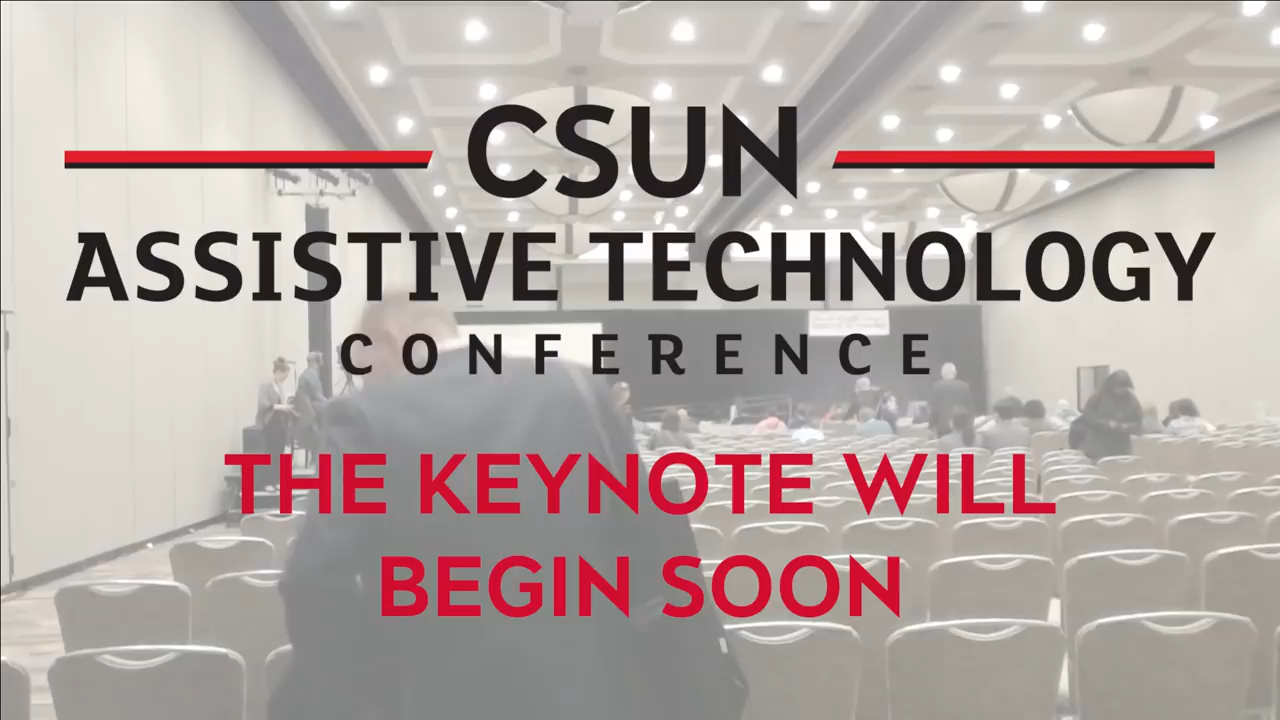 CSUN
ASSISTIVE TECHNOLOGY
CONFERENCE
THE KEYNOTE WILL
BEGIN SOON